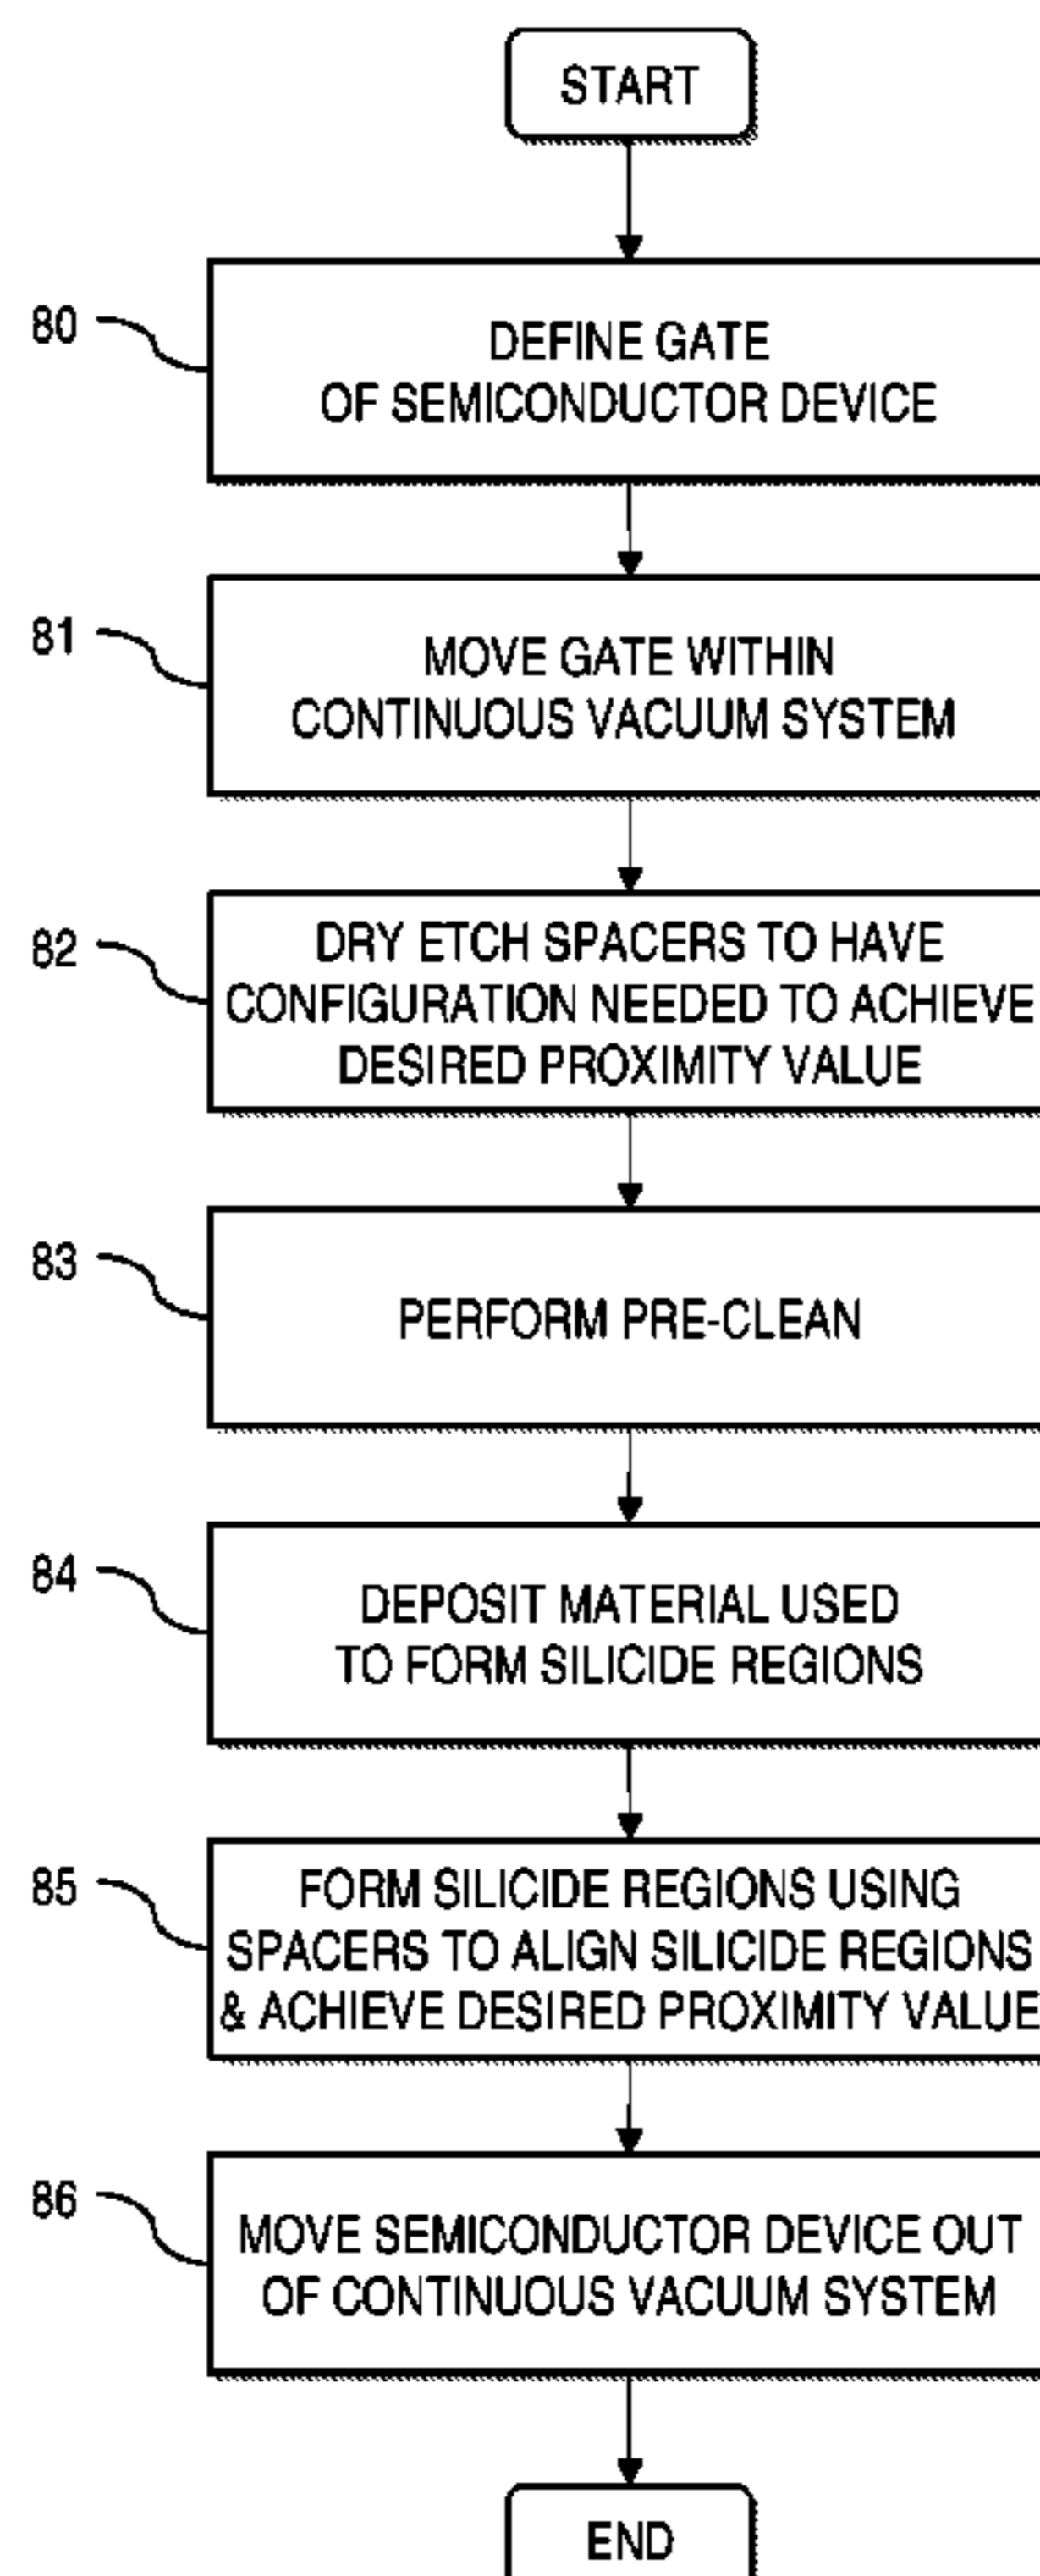 START
80
DEFINE GATE
OF SEMICONDUCTOR DEVICE
81
MOVE GATE WITHIN
CONTINUOUS VACUUM SYSTEM
82
DRY ETCH SPACERS TO HAVE
CONFIGURATION NEEDED TO ACHIEVE
DESIRED PROXIMITY VALUE
83
PERFORM PRE-CLEAN
84
DEPOSIT MATERIAL USED
TO FORM SILICIDE REGIONS
85
FORM SILICIDE REGIONS USING
SPACERS TO ALIGN SILICIDE REGIONS
& ACHIEVE DESIRED PROXIMITY VALUE
86
MOVE SEMICONDUCTOR DEVICE OUT
OF CONTINUOUS VACUUM SYSTEM
END